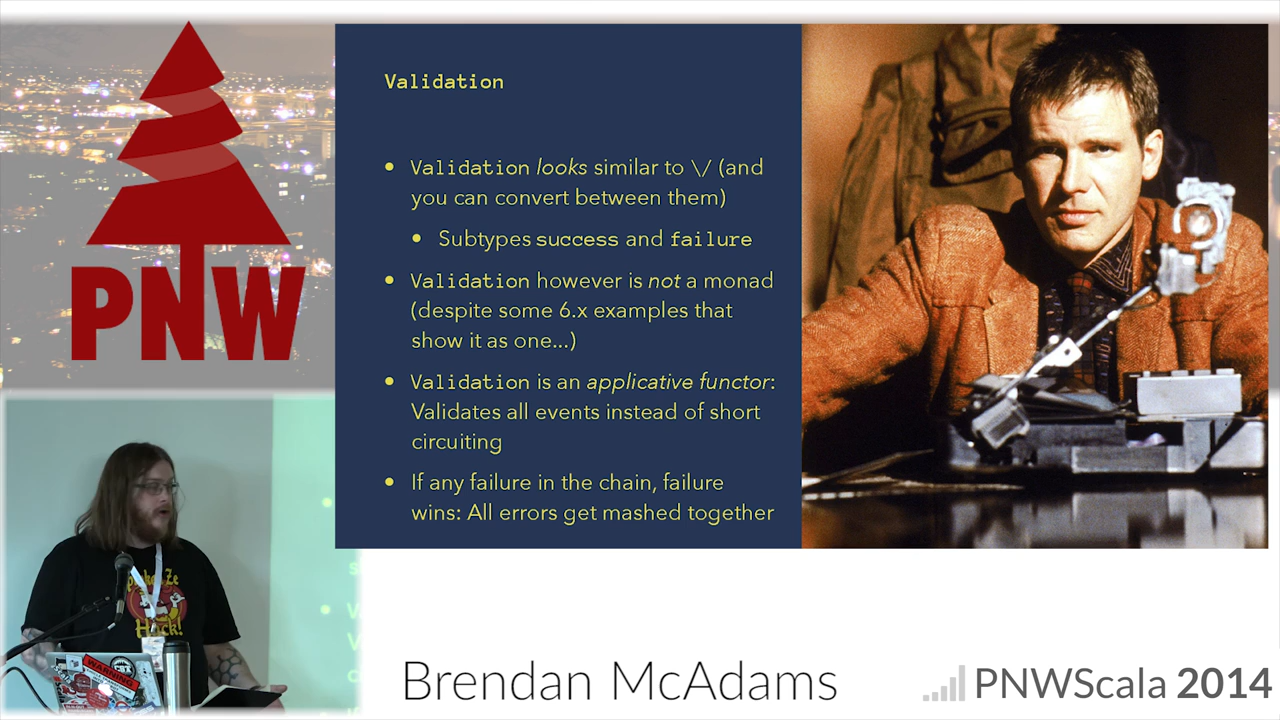 PNW
Validation
• Validation looks similar to \/ (and
you can convert between them)
• Subtypes success and failure
• Validation however is not a monad
(despite some 6.x examples that
show it as one...)
• Validation is an applicative functor:
Validates all events instead of short
circuiting
• If any failure in the chain, failure
wins: All errors get mashed together
Hack!
WARNING
Brendan McAdams
PNWScala 2014